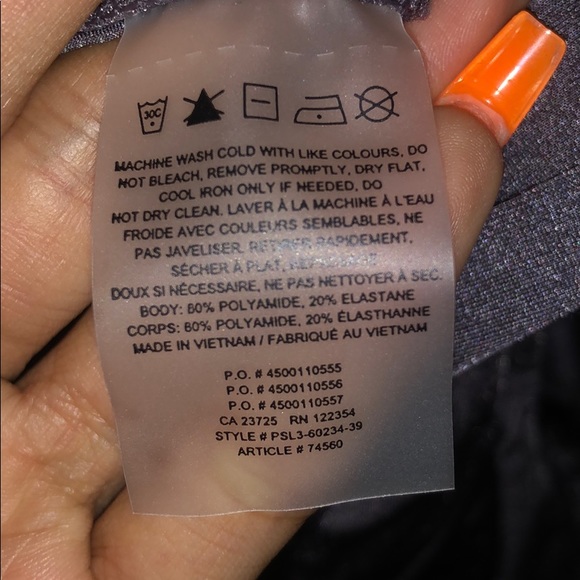 30C
MACHINE WASH COLD WITH LIKE COLOURS, DO
NOT BLEACH, REMOVE PROMPTLY, DRY FLAT,
COOL IRON ONLY IF NEEDED, DO
NOT DRY CLEAN. LAVER À LA MACHINE À L'EAU
FROIDE AVEC COULEURS SEMBLABLES, NE
PAS JAVELISER, RETIRER RAPIDEMENT,
SÉCHER À PLAT, REPASSAGE
DOUX SI NÉCESSAIRE, NE PAS NETTOYER À SEC.
BODY: 80% POLYAMIDE, 20% ELASTANE
CORPS: 80% POLYAMIDE, 20% ÉLASTHANNE
MADE IN VIETNAM / FABRIQUÉ AU VIETNAM
P.O. # 4500110555
P.O. # 4500110556
P.O. # 4500110557
CA 23725 RN 122354
STYLE # PSL3-60234-39
ARTICLE # 74560